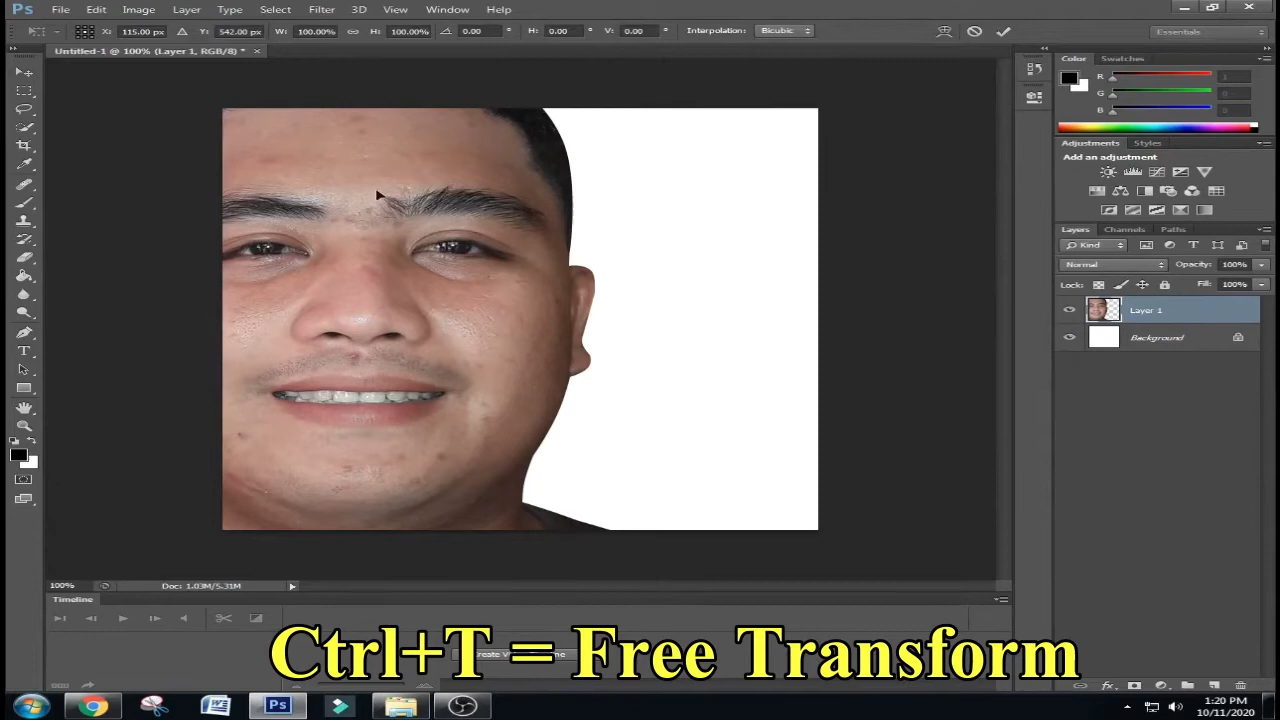 Ps File Edit Image Layer Type Select Filter 3D View Window Help
X: 115.00 px Y: 542.00 px W: 100.00% H: 100.00% 0.00 ° H: 0.00 ° V: 0.00 ° Interpolation: Bicubic Essentials
Untitled-1 @ 100% (Layer 1, RGB/8) * ×
Color Swatches
R 1
G 0
B 0
Adjustments Styles
Add an adjustment
Layers Channels Paths
Kind
Normal Opacity: 100%
Lock: Fill: 100%
Layer 1
Background
100% Doc: 1.03M/5.31M
Timeline
Ctrl+T = Free Transform
1:20 PM
10/11/2020